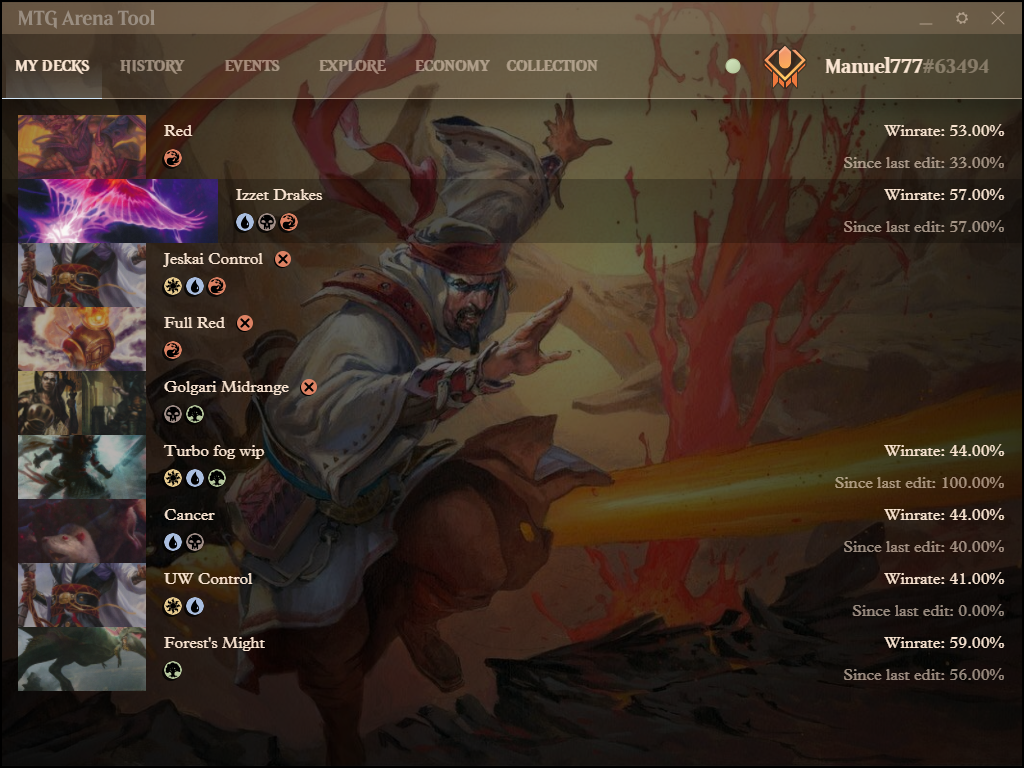 MTG Arena Tool
MY DECKS HISTORY EVENTS EXPLORE ECONOMY COLLECTION Manuel777#63494
Red Winrate: 53.00%
Since last edit: 33.00%
Izzet Drakes Winrate: 57.00%
Since last edit: 57.00%
Jeskai Control
Full Red
Golgari Midrange
Turbo fog wip Winrate: 44.00%
Since last edit: 100.00%
Cancer Winrate: 44.00%
Since last edit: 40.00%
UW Control Winrate: 41.00%
Since last edit: 0.00%
Forest's Might Winrate: 59.00%
Since last edit: 56.00%